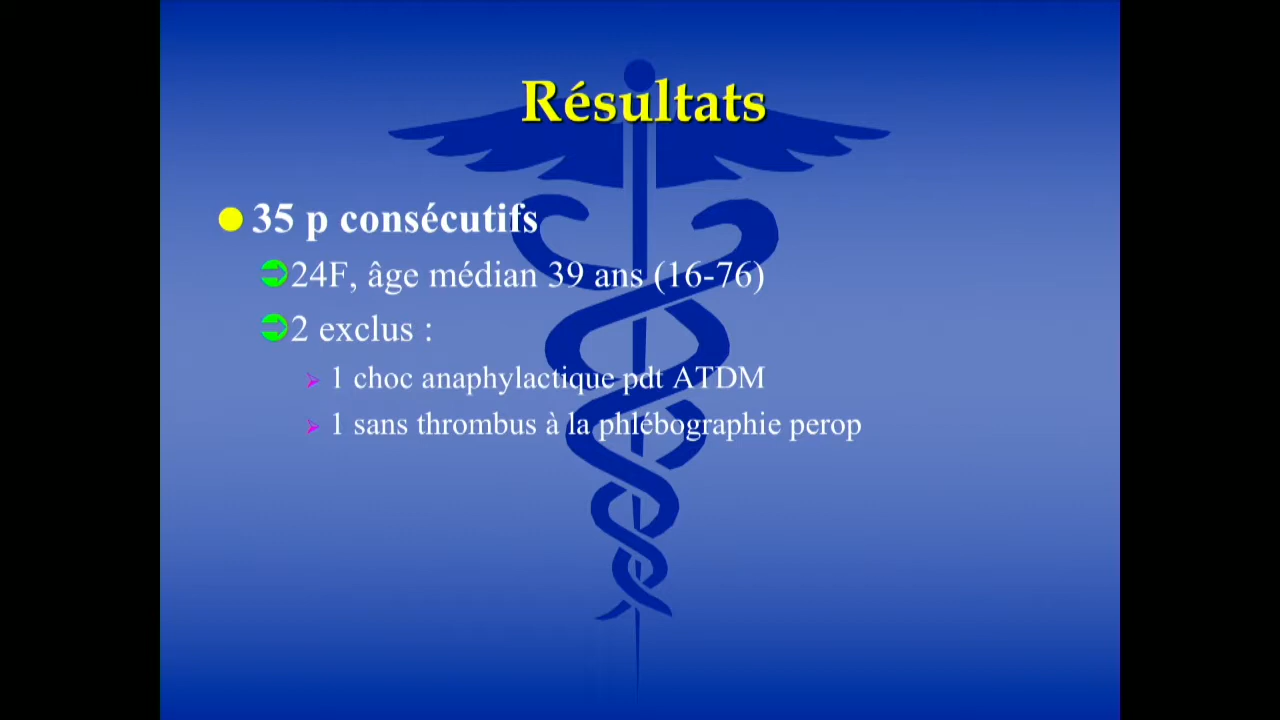 Résultats
35 p consécutifs
24F, âge médian 39 ans (16-76)
2 exclus :
1 choc anaphylactique pdt ATDM
1 sans thrombus à la phlébographie perop